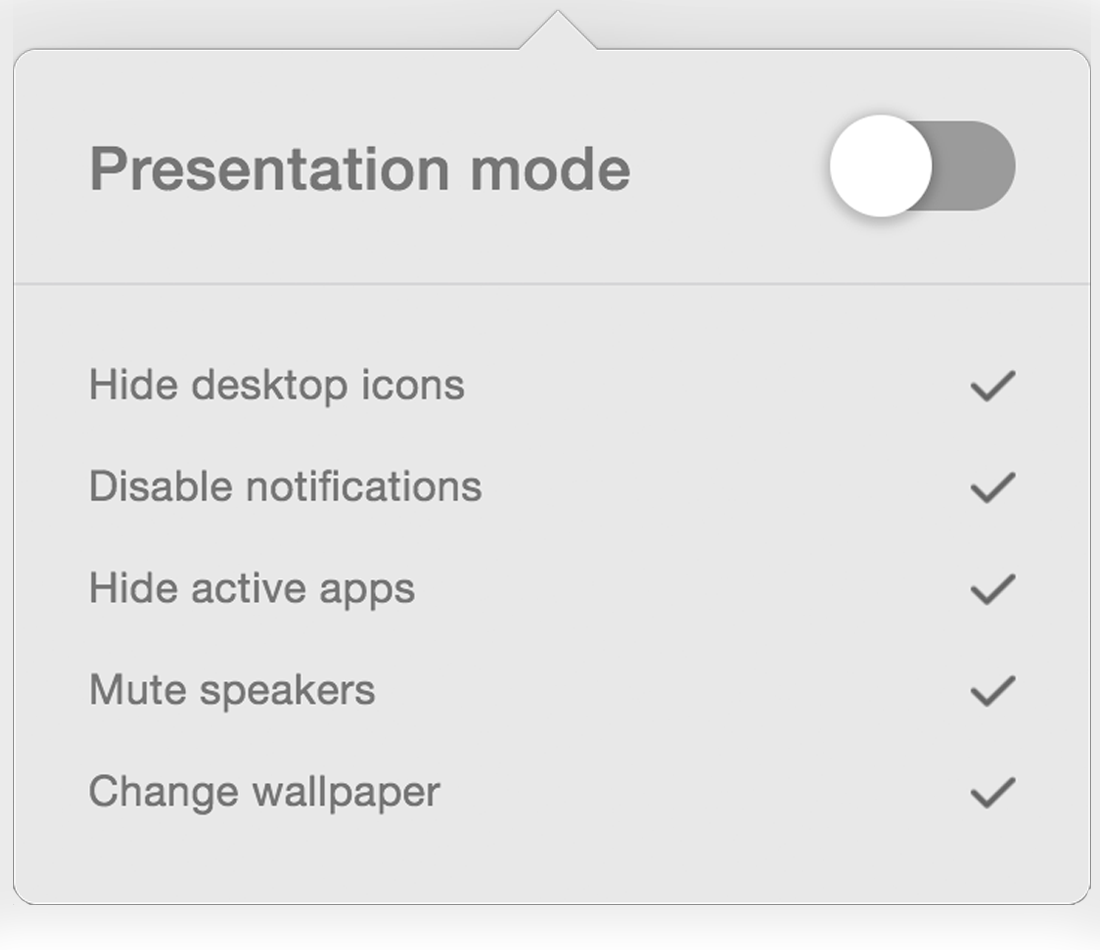 Presentation mode
Hide desktop icons
Disable notifications
Hide active apps
Mute speakers
Change wallpaper